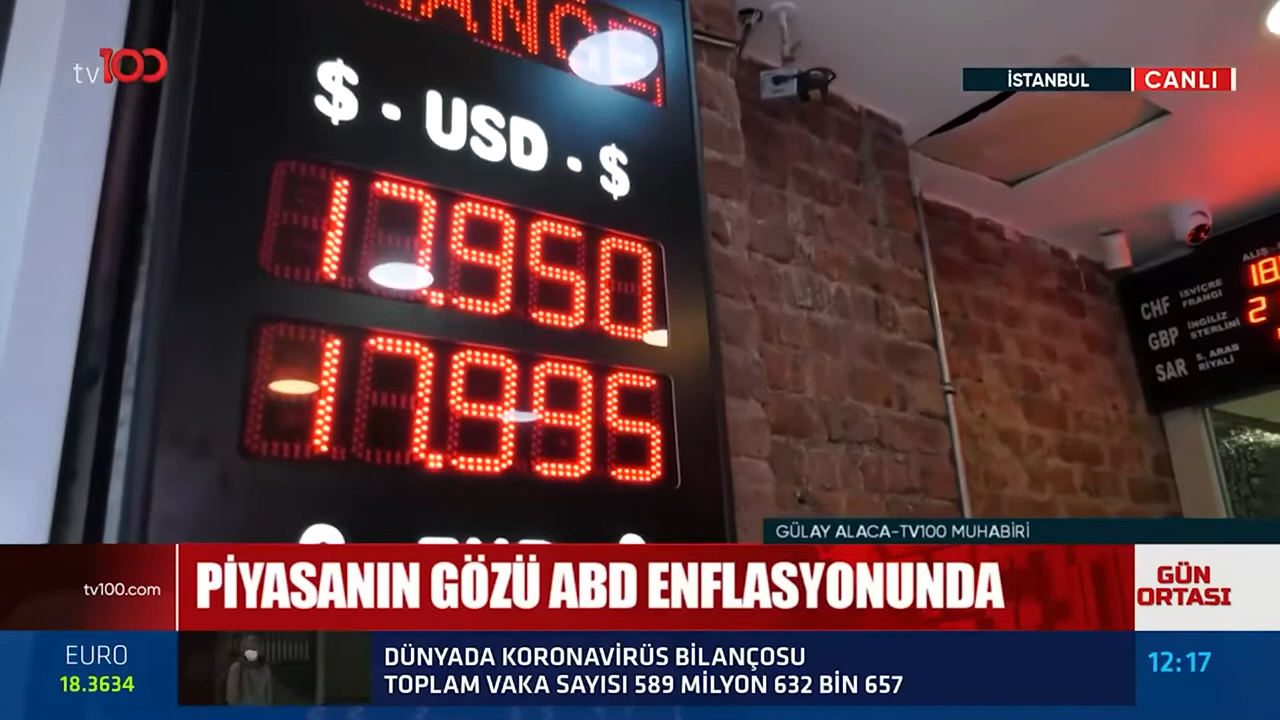 tv100
İSTANBUL
CANLI
$ - USD - $
17.950
17.995
ALIŞ
CHF İSVİÇRE FRANGI
GBP İNGİLİZ STERLİNİ
SAR S. ARAB RİYALİ
GÜLAY ALACA-TV100 MUHABİRİ
tv100.com
PİYASANIN GÖZÜ ABD ENFLASYONUNDA
GÜN
ORTASI
EURO
18.3634
DÜNYADA KORONAVİRÜS BİLANÇOSU
TOPLAM VAKA SAYISI 589 MİLYON 632 BİN 657
12:17